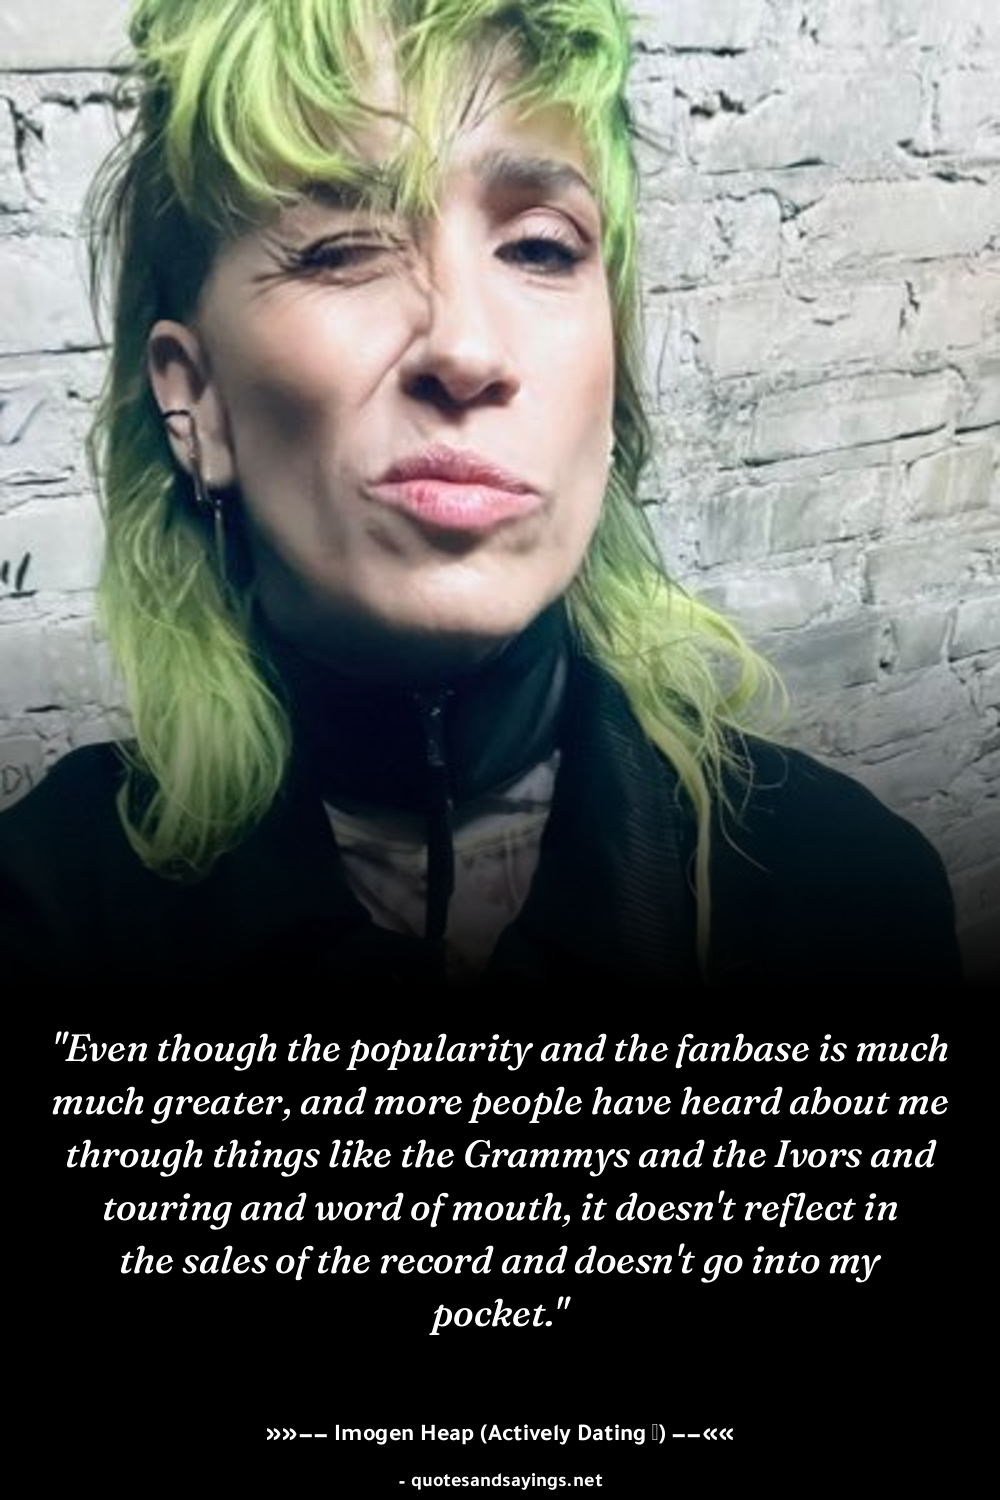 "Even though the popularity and the fanbase is much
much greater, and more people have heard about me
through things like the Grammys and the Ivors and
touring and word of mouth, it doesn't reflect in
the sales of the record and doesn't go into my
pocket."
»»−− Imogen Heap (Actively Dating ▯) −−««
- quotesandsayings.net